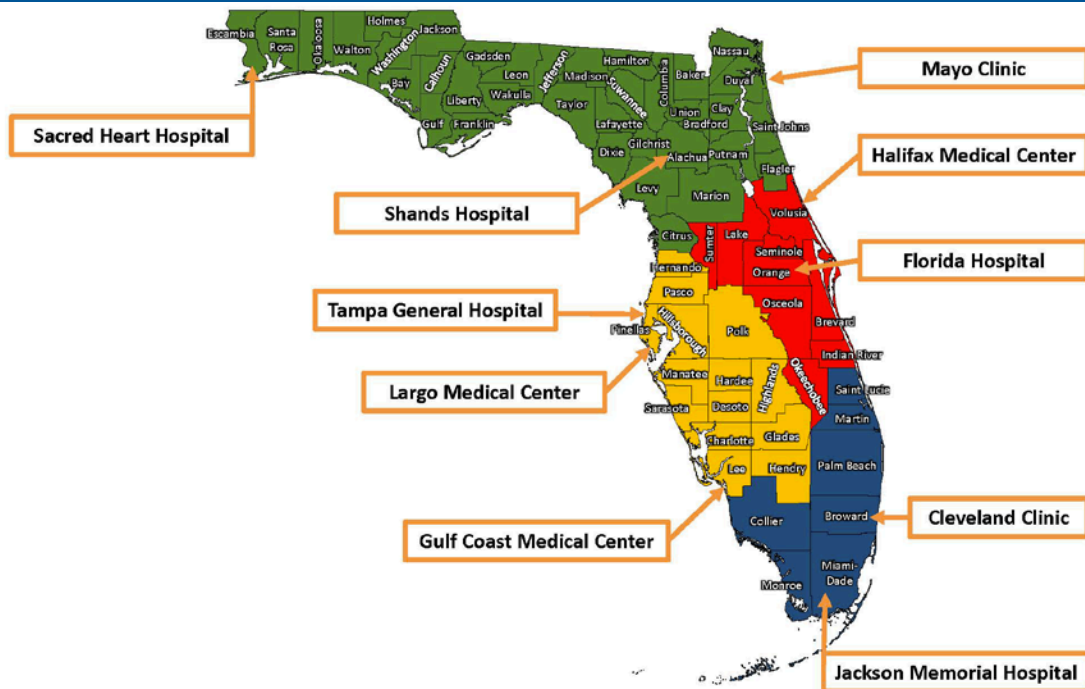 Holmes
Jackson
Escambia
Santa
Rosa
Okaloosa
Walton
Washington
Bay
Calhoun
Gulf
Liberty
Gadsden
Leon
Wakulla
Franklin
Jefferson
Madison
Taylor
Hamilton
Suwannee
Lafayette
Dixie
Columbia
Baker
Union
Bradford
Gilchrist
Alachua
Levy
Nassau
Duval
Clay
Putnam
Saint Johns
Flagler
Marion
Citrus
Mayo Clinic
Sacred Heart Hospital
Halifax Medical Center
Shands Hospital
Volusia
Lake
Sumter
Seminole
Orange
Osceola
Brevard
Indian River
Okeechobee
Florida Hospital
Hernando
Pasco
Pinellas
Hillsborough
Polk
Manatee
Hardee
Highlands
Sarasota
Desoto
Charlotte
Glades
Lee
Hendry
Tampa General Hospital
Largo Medical Center
Gulf Coast Medical Center
Saint Lucie
Martin
Palm Beach
Broward
Collier
Miami-
Dade
Monroe
Cleveland Clinic
Jackson Memorial Hospital